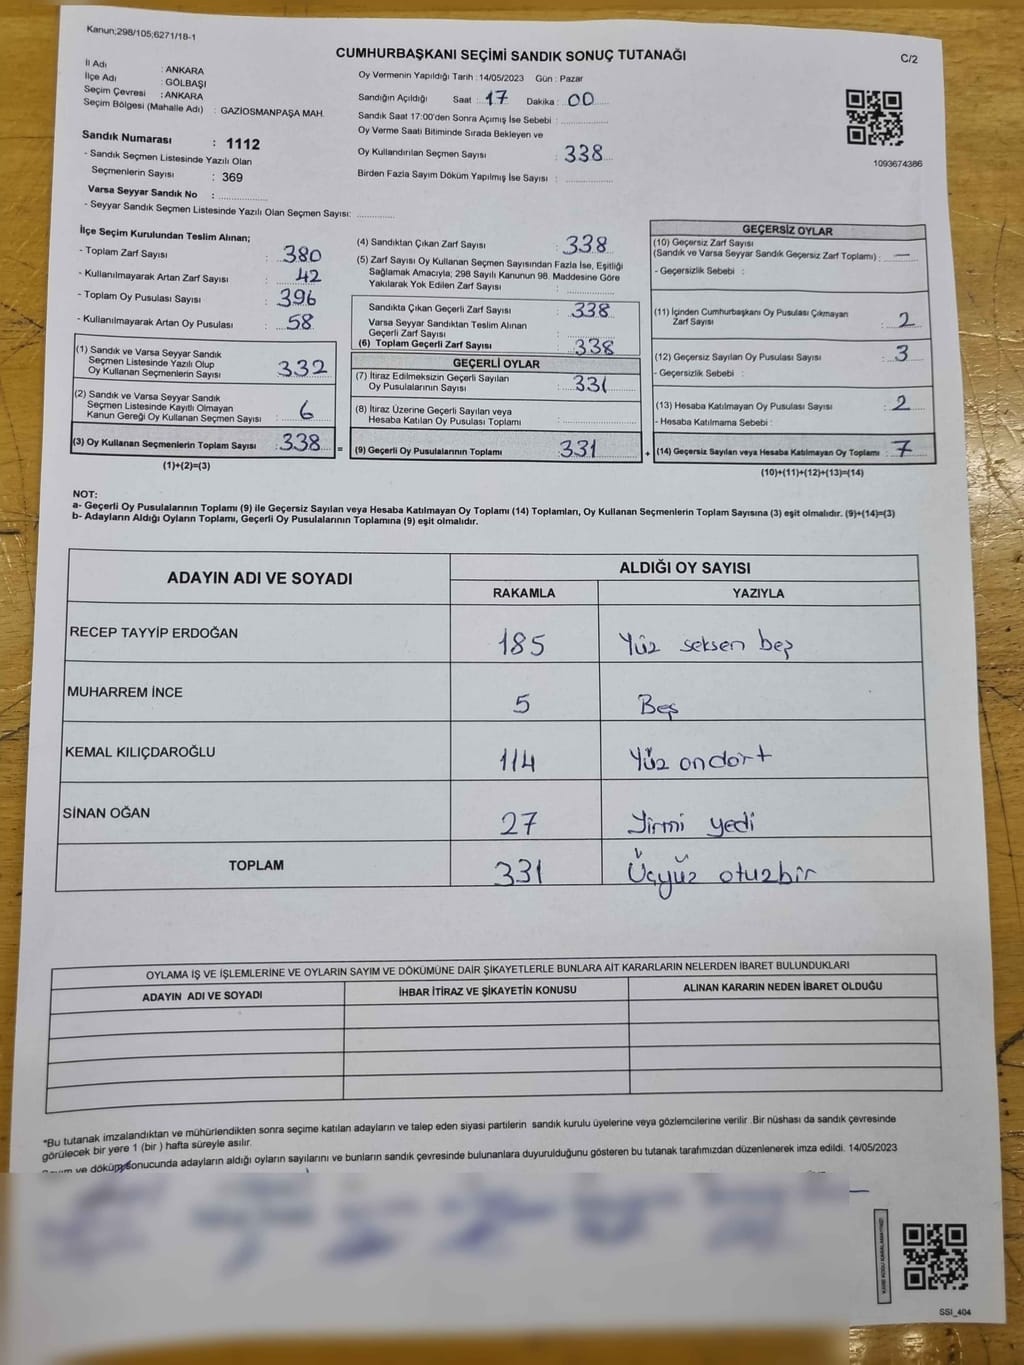 Kanun;298/105;6271/18-1
CUMHURBAŞKANI SEÇİMİ SANDIK SONUÇ TUTANAĞI
C/2
İl Adı : ANKARA
İlçe Adı : GÖLBAŞI
Seçim Çevresi : ANKARA
Seçim Bölgesi (Mahalle Adı) : GAZİOSMANPAŞA MAH.
Sandık Numarası : 1112
- Sandık Seçmen Listesinde Yazılı Olan
Seçmenlerin Sayısı : 369
Varsa Seyyar Sandık No : ..............
- Seyyar Sandık Seçmen Listesinde Yazılı Olan Seçmen Sayısı: ............
Oy Vermenin Yapıldığı Tarih : 14/05/2023 Gün : Pazar
Sandığın Açıldığı Saat : 17 Dakika : 00
Sandık Saat 17:00'den Sonra Açımış İse Sebebi : ..............
Oy Verme Saati Bitiminde Sırada Bekleyen ve
Oy Kullandırılan Seçmen Sayısı : 338
Birden Fazla Sayım Döküm Yapılmış İse Sayısı : ..............
1093674386
İlçe Seçim Kurulundan Teslim Alınan;
- Toplam Zarf Sayısı : 380
- Kullanılmayarak Artan Zarf Sayısı : 42
- Toplam Oy Pusulası Sayısı : 396
- Kullanılmayarak Artan Oy Pusulası : 58
(1) Sandık ve Varsa Seyyar Sandık
Seçmen Listesinde Yazılı Olup
Oy Kullanan Seçmenlerin Sayısı : 332
(2) Sandık ve Varsa Seyyar Sandık
Seçmen Listesinde Kayıtlı Olmayan
Kanun Gereği Oy Kullanan Seçmen Sayısı : 6
(3) Oy Kullanan Seçmenlerin Toplam Sayısı : 338 =
(1)+(2)=(3)
(4) Sandıktan Çıkan Zarf Sayısı : 338
(5) Zarf Sayısı Oy Kullanan Seçmen Sayısından Fazla İse, Eşitliği
Sağlamak Amacıyla; 298 Sayılı Kanunun 98. Maddesine Göre
Yakılarak Yok Edilen Zarf Sayısı : ..............
Sandıkta Çıkan Geçerli Zarf Sayısı : 338
Varsa Seyyar Sandıktan Teslim Alınan
Geçerli Zarf Sayısı : ..............
(6) Toplam Geçerli Zarf Sayısı : 338
GEÇERLİ OYLAR
(7) İtiraz Edilmeksizin Geçerli Sayılan
Oy Pusulalarının Sayısı : 331
(8) İtiraz Üzerine Geçerli Sayılan veya
Hesaba Katılan Oy Pusulası Toplamı : ..............
(9) Geçerli Oy Pusulalarının Toplamı : 331 +
GEÇERSİZ OYLAR
(10) Geçersiz Zarf Sayısı
(Sandık ve Varsa Seyyar Sandık Geçersiz Zarf Toplamı) : —
- Geçersizlik Sebebi :
(11) İçinden Cumhurbaşkanı Oy Pusulası Çıkmayan
Zarf Sayısı : 2
(12) Geçersiz Sayılan Oy Pusulası Sayısı : 3
- Geçersizlik Sebebi :
(13) Hesaba Katılmayan Oy Pusulası Sayısı : 2
- Hesaba Katılmama Sebebi :
(14) Geçersiz Sayılan veya Hesaba Katılmayan Oy Toplamı : 7
(10)+(11)+(12)+(13)=(14)
NOT:
a- Geçerli Oy Pusulalarının Toplamı (9) ile Geçersiz Sayılan veya Hesaba Katılmayan Oy Toplamı (14) Toplamları, Oy Kullanan Seçmenlerin Toplam Sayısına (3) eşit olmalıdır. (9)+(14)=(3)
b- Adayların Aldığı Oyların Toplamı, Geçerli Oy Pusulalarının Toplamına (9) eşit olmalıdır.
ADAYIN ADI VE SOYADI ALDIĞI OY SAYISI
RAKAMLA YAZIYLA
RECEP TAYYİP ERDOĞAN 185 Yüz seksen beş
MUHARREM İNCE 5 Beş
KEMAL KILIÇDAROĞLU 114 Yüz ondört
SİNAN OĞAN 27 Yirmi yedi
TOPLAM 331 Üçyüz otuzbir
OYLAMA İŞ VE İŞLEMLERİNE VE OYLARIN SAYIM VE DÖKÜMÜNE DAİR ŞİKAYETLERLE BUNLARA AİT KARARLARIN NELERDEN İBARET BULUNDUKLARI
ADAYIN ADI VE SOYADI İHBAR İTİRAZ VE ŞİKAYETİN KONUSU ALINAN KARARIN NEDEN İBARET OLDUĞU
*Bu tutanak imzalandıktan ve mühürlendikten sonra seçime katılan adayların ve talep eden siyasi partilerin sandık kurulu üyelerine veya gözlemcilerine verilir. Bir nüshası da sandık çevresinde
görülecek bir yere 1 (bir ) hafta süreyle asılır.
ve döküm sonucunda adayların aldığı oyların sayılarını ve bunların sandık çevresinde bulunanlara duyurulduğunu gösteren bu tutanak tarafımızdan düzenlenerek imza edildi. 14/05/2023
SSI_404